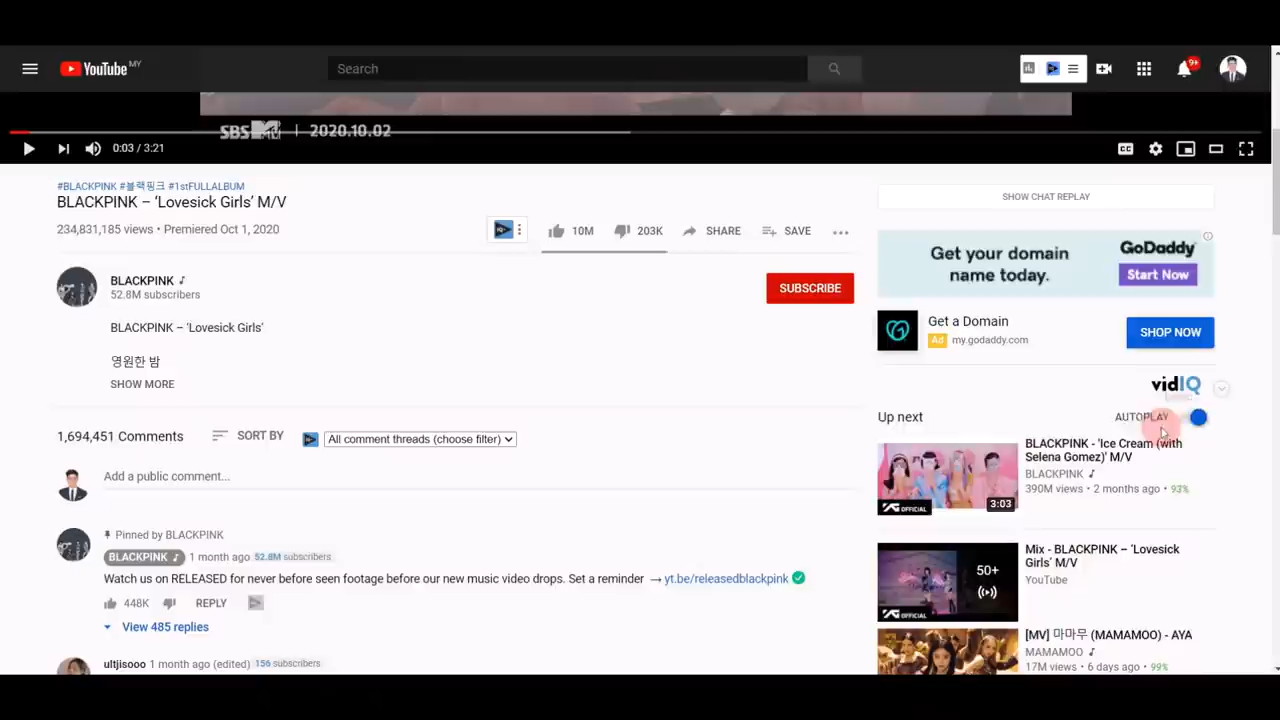 YouTube MY
Search
9+
SBS MTV | 2020.10.02
0:03 / 3:21
CC
#BLACKPINK #블랙핑크 #1stFULLALBUM
BLACKPINK – ‘Lovesick Girls’ M/V
234,831,185 views • Premiered Oct 1, 2020
10M 203K SHARE SAVE
BLACKPINK ♪
52.8M subscribers
SUBSCRIBE
BLACKPINK – ‘Lovesick Girls’
영원한 밤
SHOW MORE
1,694,451 Comments SORT BY All comment threads (choose filter)
Add a public comment...
Pinned by BLACKPINK
BLACKPINK ♪ 1 month ago 52.8M subscribers
Watch us on RELEASED for never before seen footage before our new music video drops. Set a reminder → yt.be/releasedblackpink
448K REPLY
View 485 replies
ultjisooo 1 month ago (edited) 156 subscribers
SHOW CHAT REPLAY
Get your domain
name today.
GoDaddy
Start Now
Get a Domain
Ad my.godaddy.com
SHOP NOW
vidIQ
Up next AUTOPLAY
BLACKPINK - 'Ice Cream (with
Selena Gomez)' M/V
BLACKPINK ♪
390M views • 2 months ago • 93%
YG OFFICIAL
3:03
Mix - BLACKPINK – ‘Lovesick
Girls’ M/V
YouTube
50+
YG OFFICIAL
[MV] 마마무 (MAMAMOO) - AYA
MAMAMOO ♪
17M views • 6 days ago • 99%